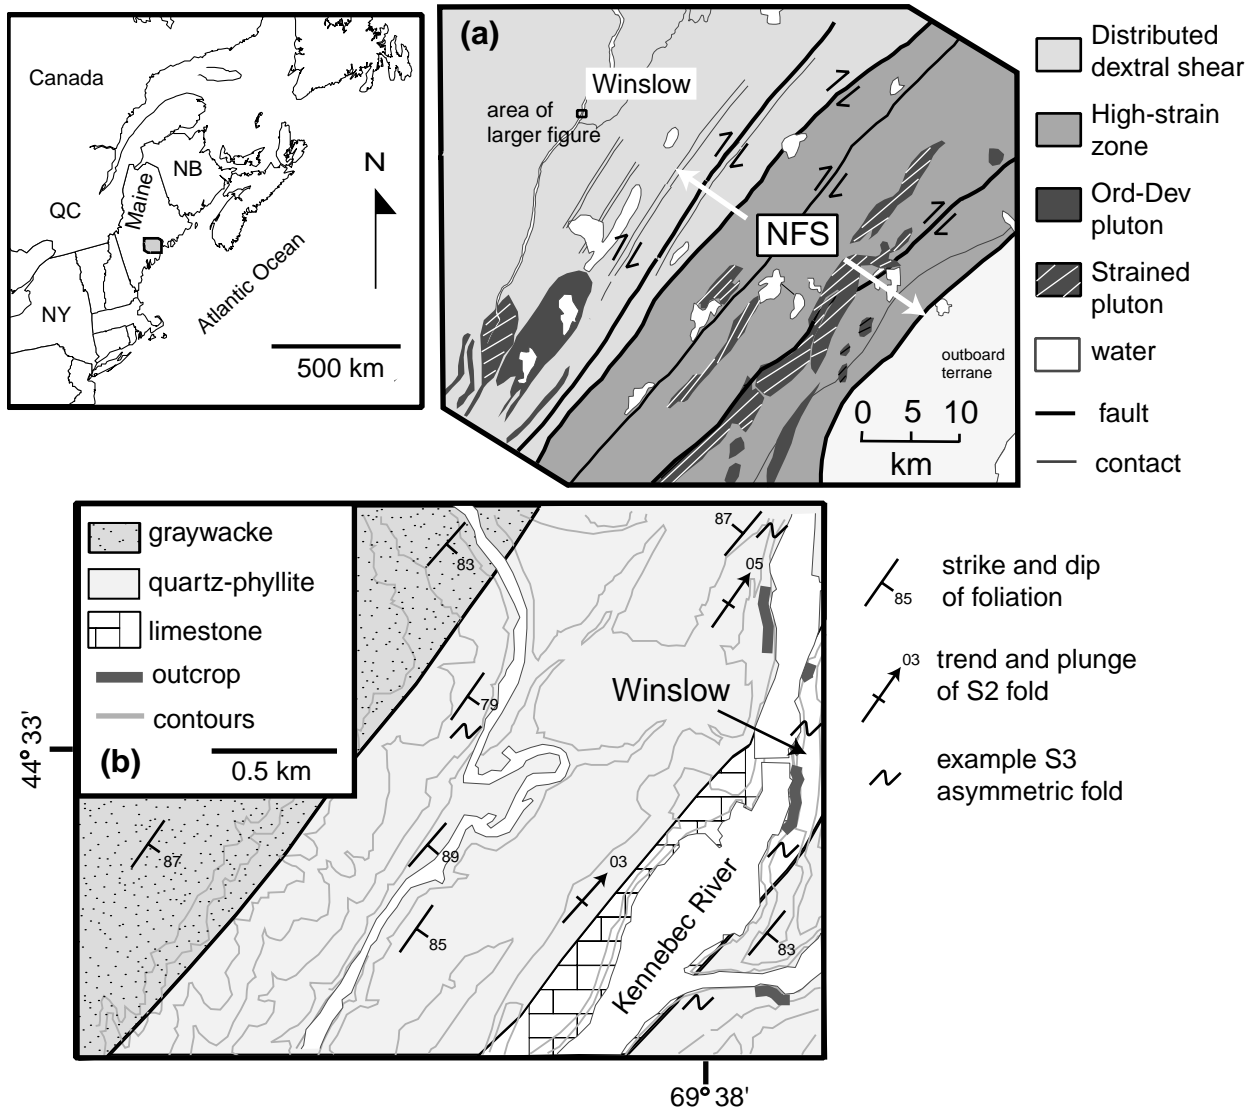 Canada
QC
Maine
NB
NY
Atlantic Ocean
N
500 km
(a)
Winslow
area of
larger figure
NFS
outboard
terrane
0 5 10
km
Distributed
dextral shear
High-strain
zone
Ord-Dev
pluton
Strained
pluton
water
fault
contact
graywacke
quartz-phyllite
limestone
outcrop
contours
(b)
0.5 km
44° 33'
83
87
05
79
Winslow
87
89
03
85
Kennebec River
83
69° 38'
85
strike and dip
of foliation
03
trend and plunge
of S2 fold
example S3
asymmetric fold